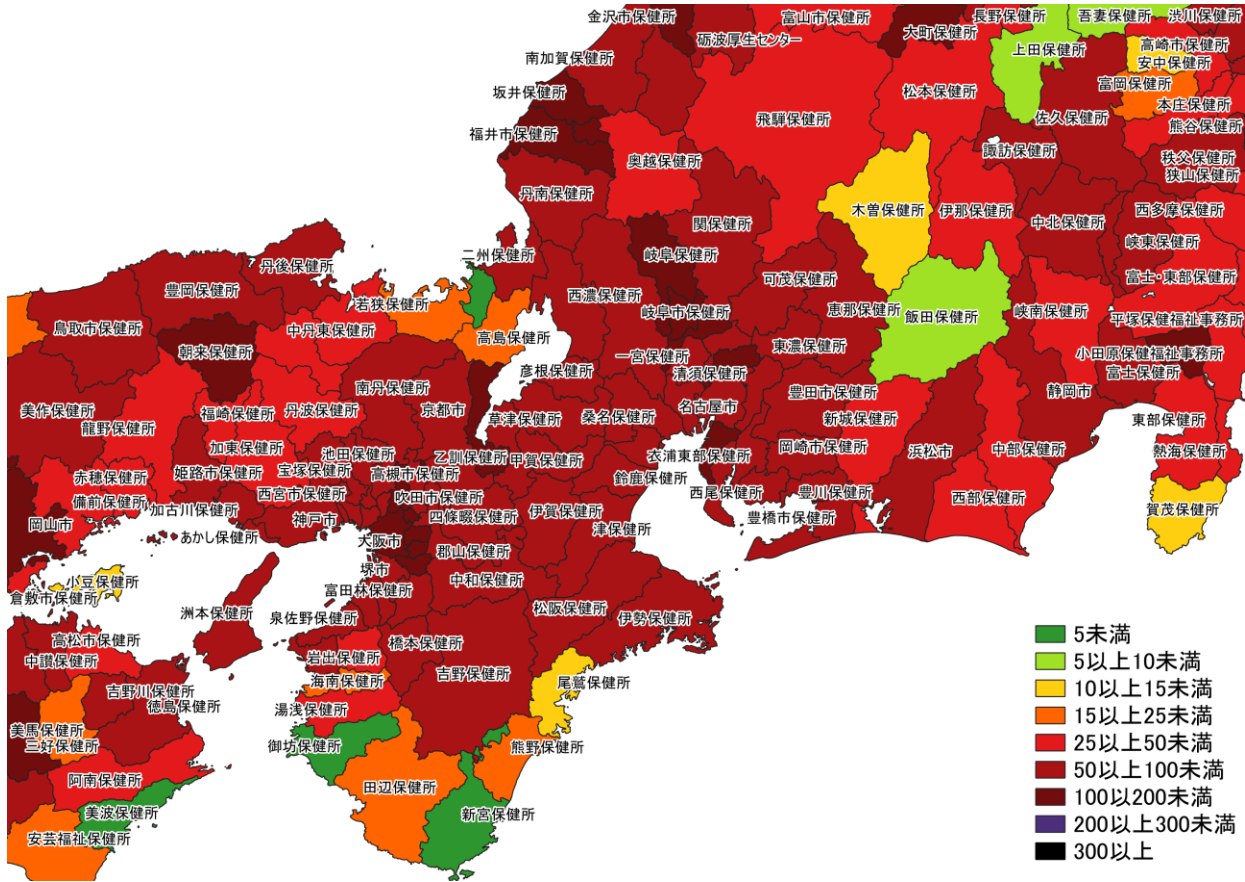 金沢市保健所
富山市保健所
長野保健所
吾妻保健所
渋川保健所
大町保健所
砺波厚生センター
南加賀保健所
上田保健所
高崎市保健所
安中保健所
坂井保健所
松本保健所
富岡保健所
本庄保健所
飛騨保健所
佐久保健所
熊谷保健所
福井市保健所
奥越保健所
諏訪保健所
秩父保健所
狭山保健所
丹南保健所
木曽保健所
伊那保健所
中北保健所
西多摩保健所
関保健所
峡東保健所
二州保健所
岐阜保健所
富士・東部保健所
丹後保健所
豊岡保健所
可茂保健所
西濃保健所
若狭保健所
恵那保健所
飯田保健所
峡南保健所
岐阜市保健所
平塚保健福祉事務所
鳥取市保健所
中丹東保健所
高島保健所
東濃保健所
朝来保健所
一宮保健所
小田原保健福祉事務所
彦根保健所
清須保健所
富士保健所
南丹保健所
豊田市保健所
静岡市
美作保健所
福崎保健所
丹波保健所
京都市
名古屋市
草津保健所
桑名保健所
新城保健所
東部保健所
龍野保健所
加東保健所
池田保健所
乙訓保健所
甲賀保健所
衣浦東部保健所
岡崎市保健所
浜松市
中部保健所
熱海保健所
姫路市保健所
宝塚保健所
高槻市保健所
鈴鹿保健所
赤穂保健所
西宮市保健所
吹田市保健所
西尾保健所
豊川保健所
西部保健所
備前保健所
加古川保健所
伊賀保健所
賀茂保健所
岡山市
神戸市
四條畷保健所
豊橋市保健所
あかし保健所
大阪市
津保健所
郡山保健所
堺市
小豆保健所
中和保健所
富田林保健所
倉敷市保健所
洲本保健所
泉佐野保健所
松阪保健所
伊勢保健所
高松市保健所
橋本保健所
岩出保健所
中讃保健所
吉野保健所
海南保健所
尾鷲保健所
吉野川保健所
徳島保健所
湯浅保健所
美馬保健所
三好保健所
御坊保健所
熊野保健所
阿南保健所
田辺保健所
美波保健所
新宮保健所
安芸福祉保健所
5未満
5以上10未満
10以上15未満
15以上25未満
25以上50未満
50以上100未満
100以200未満
200以上300未満
300以上